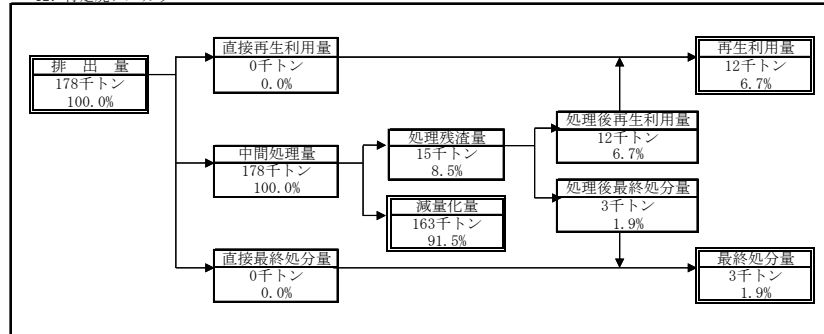 排 出 量
178千トン
100.0%
直接再生利用量
0千トン
0.0%
再生利用量
12千トン
6.7%
中間処理量
178千トン
100.0%
処理残渣量
15千トン
8.5%
処理後再生利用量
12千トン
6.7%
減量化量
163千トン
91.5%
処理後最終処分量
3千トン
1.9%
直接最終処分量
0千トン
0.0%
最終処分量
3千トン
1.9%